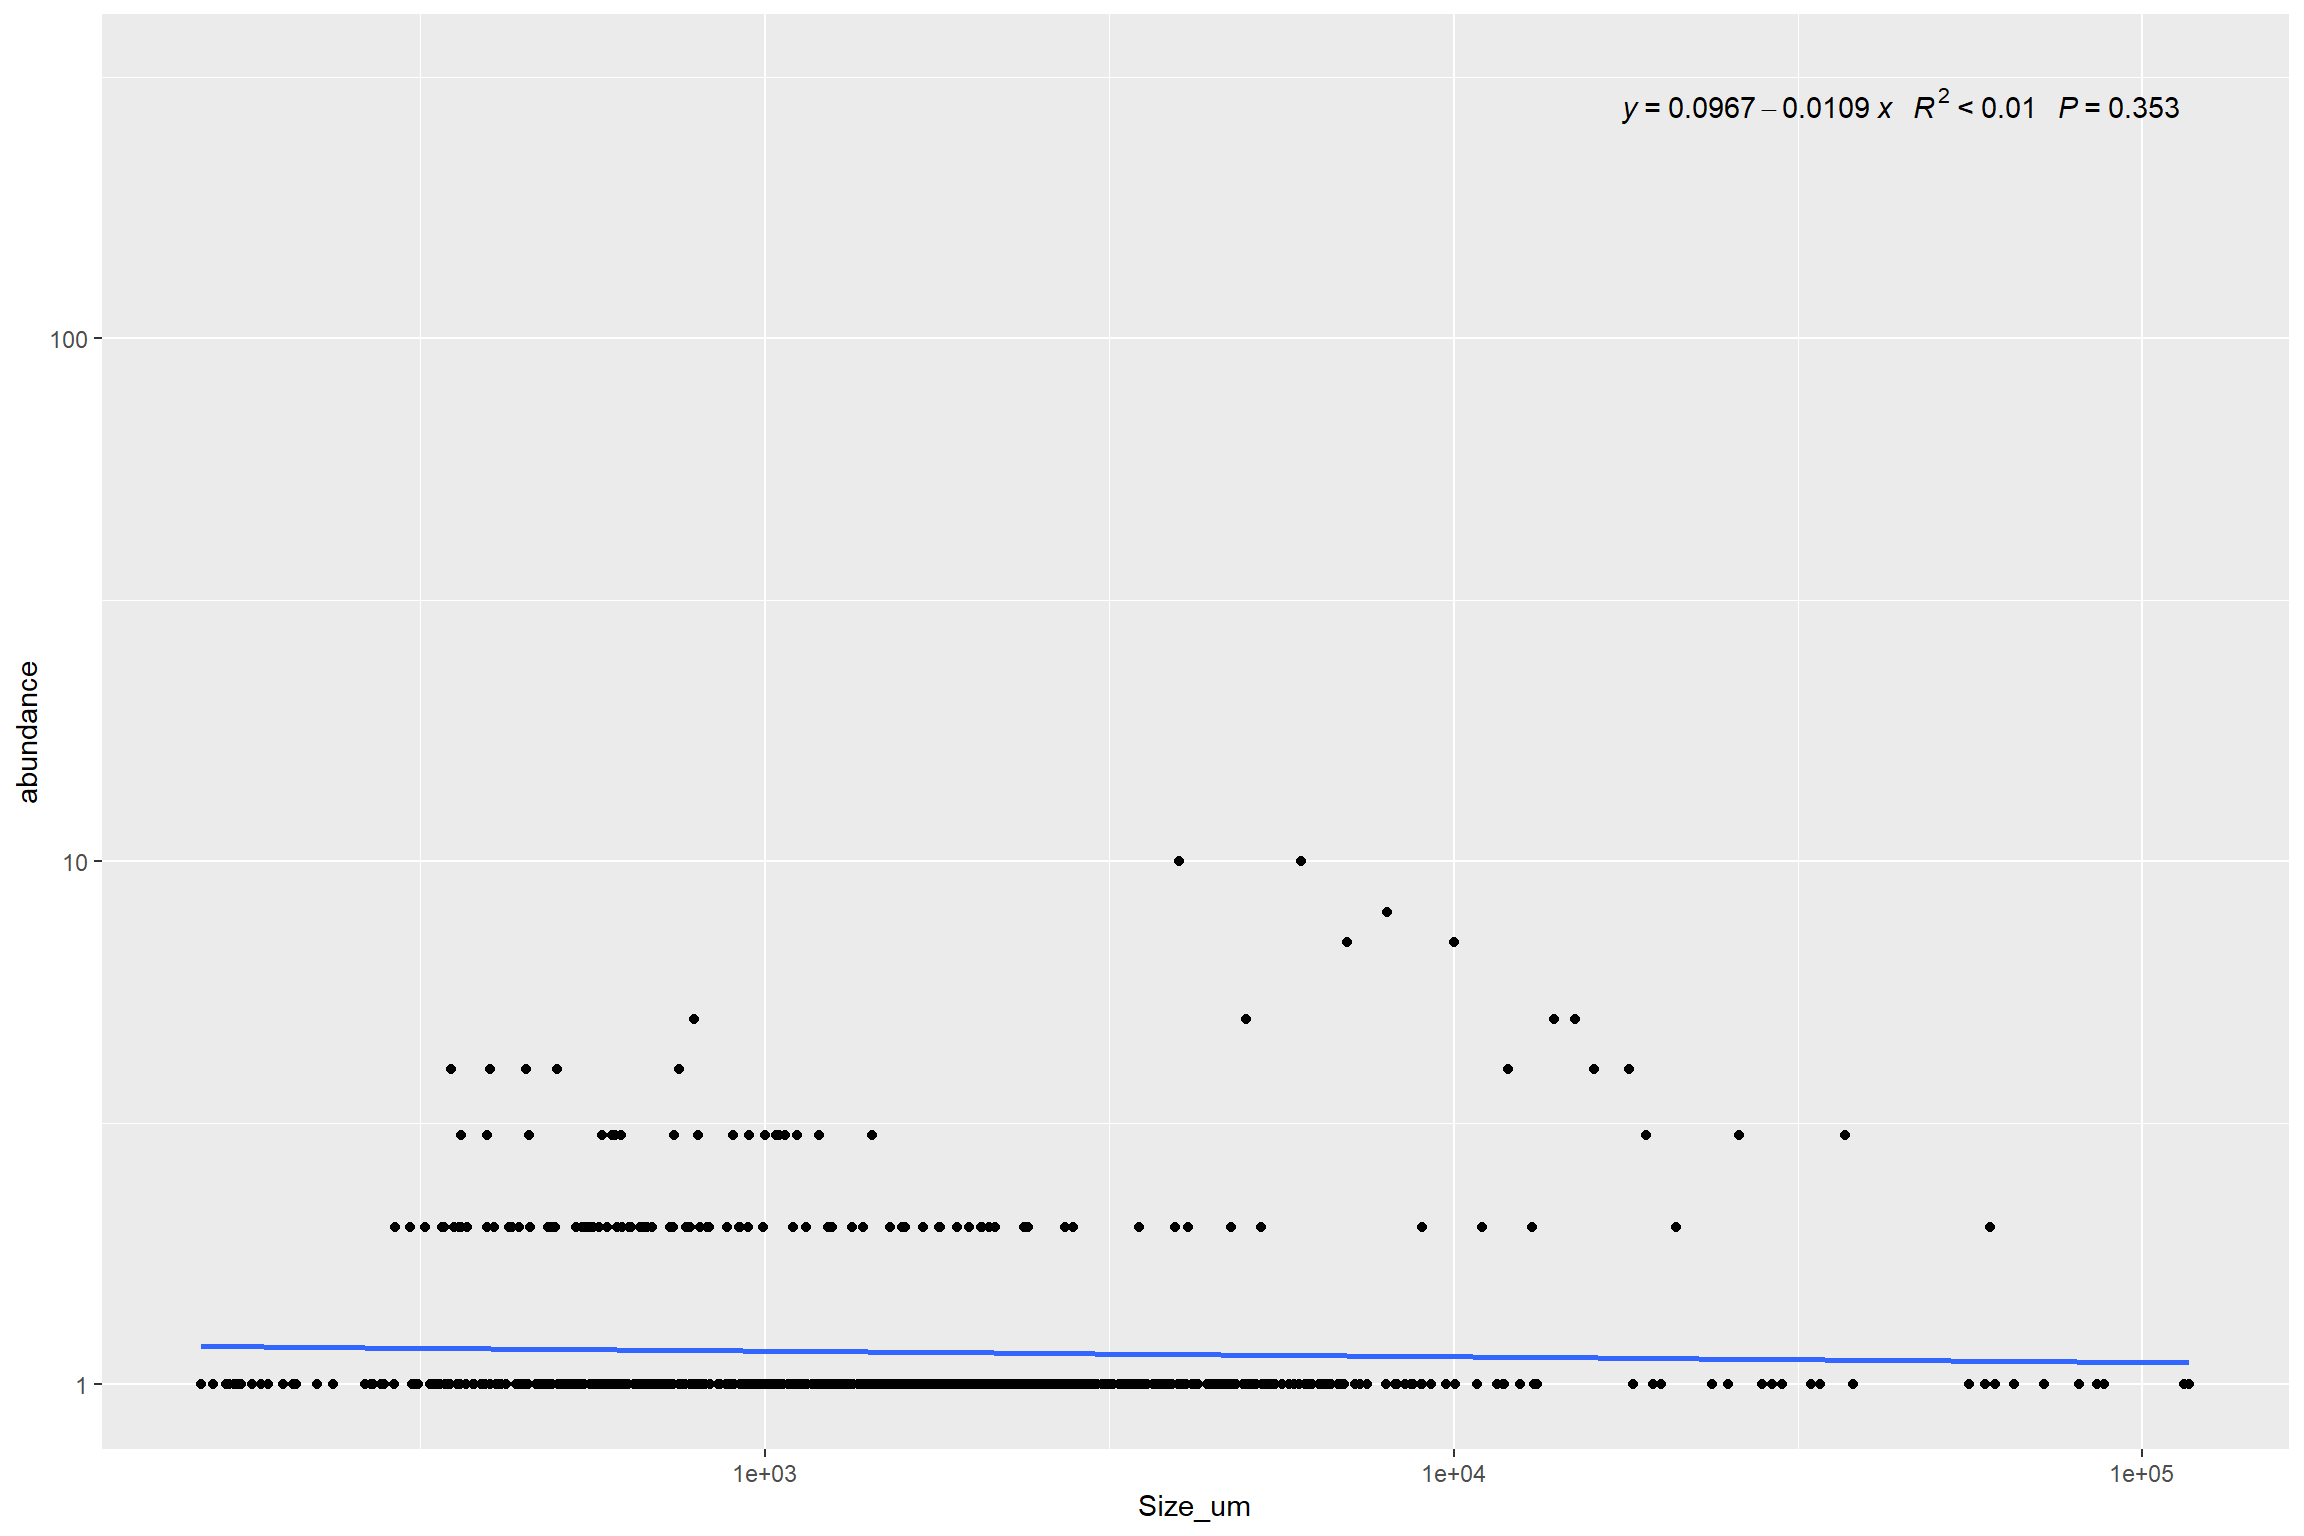 y = 0.0967 – 0.0109 x R² < 0.01 P = 0.353
100
10
1
abundance
1e+03 1e+04 1e+05
Size_um